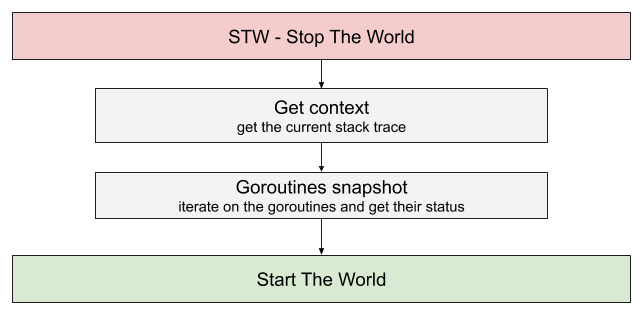 STW - Stop The World
Get context
get the current stack trace
Goroutines snapshot
iterate on the goroutines and get their status
Start The World